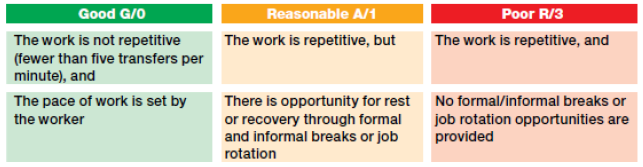 Good G/0
Reasonable A/1
Poor R/3
The work is not repetitive
(fewer than five transfers per
minute), and
The work is repetitive, but
The work is repetitive, and
The pace of work is set by
the worker
There is opportunity for rest
or recovery through formal
and informal breaks or job
rotation
No formal/informal breaks or
job rotation opportunities are
provided